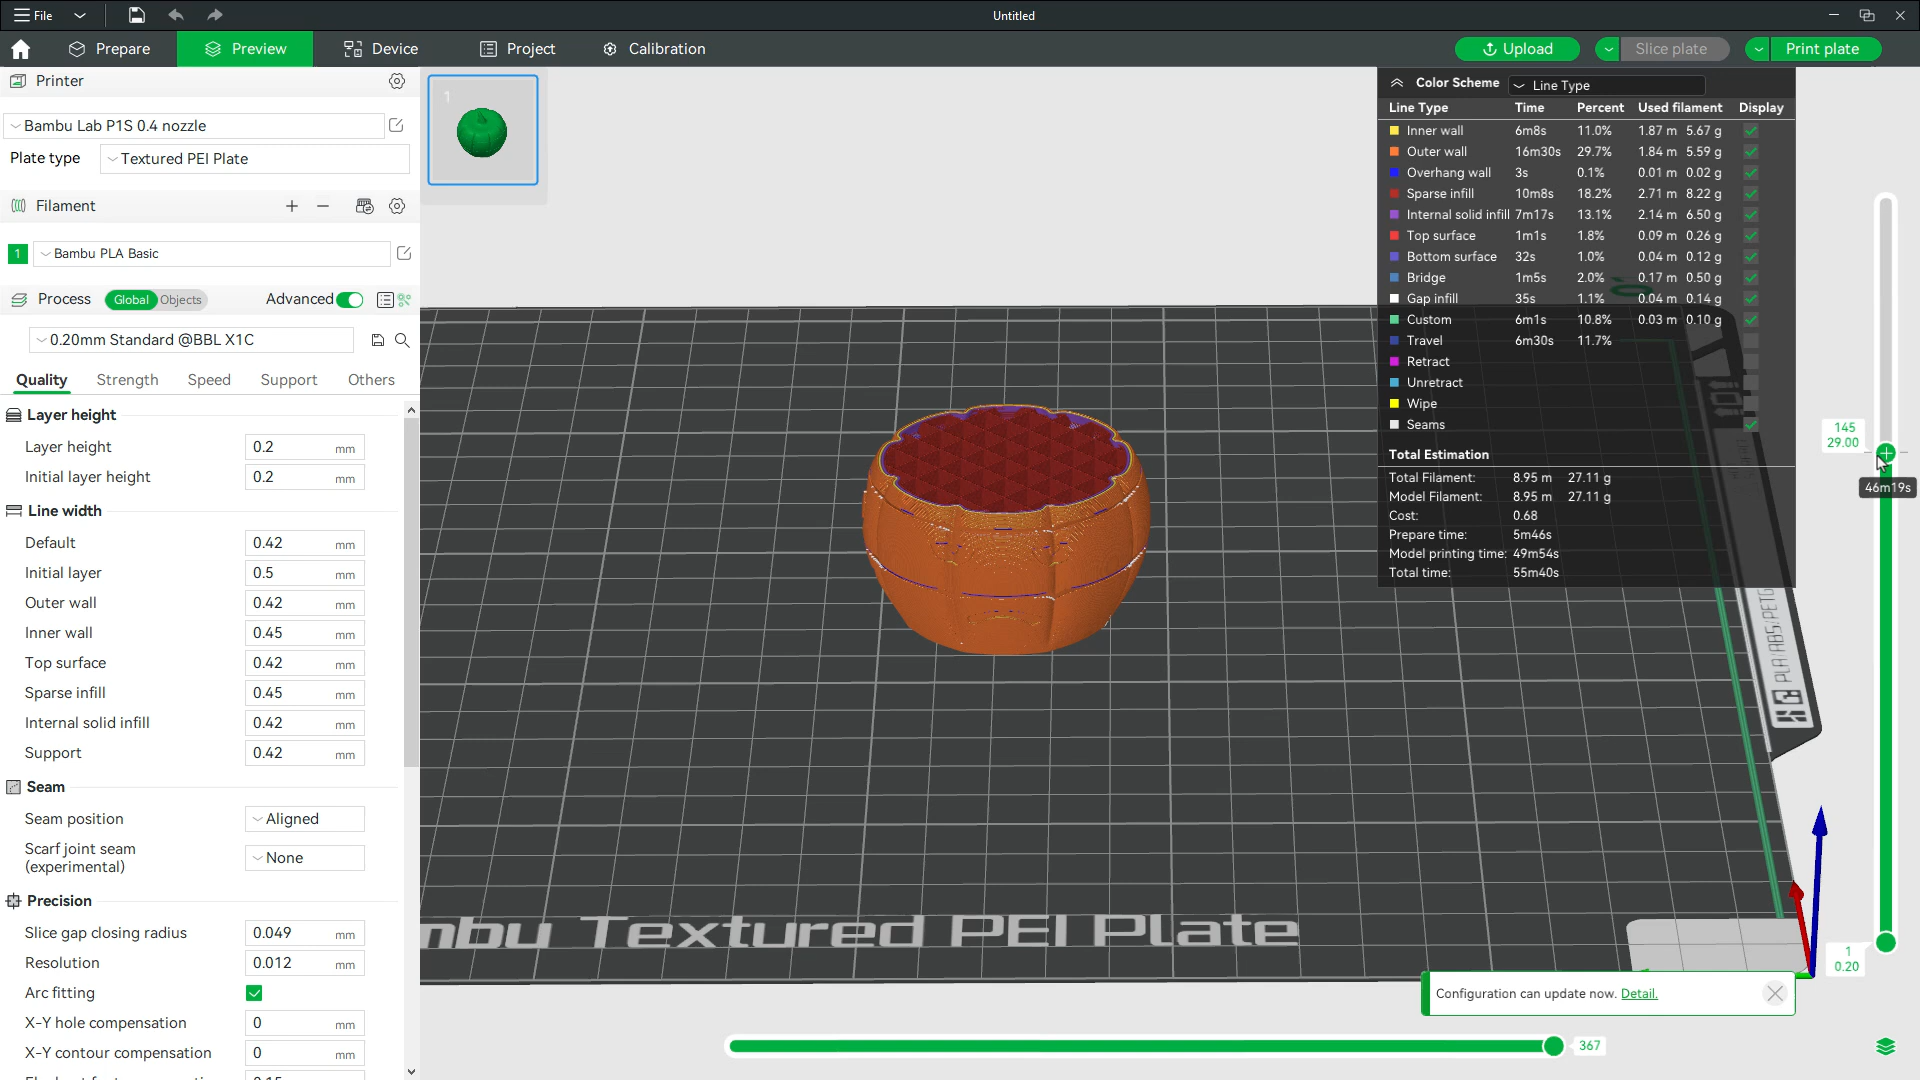 File
Untitled
Prepare
Preview
Device
Project
Calibration
Upload
Slice plate
Print plate
Printer
Bambu Lab P1S 0.4 nozzle
Plate type
Textured PEI Plate
Filament
1
Bambu PLA Basic
Process
Global
Objects
Advanced
0.20mm Standard @BBL X1C
Quality
Strength
Speed
Support
Others
Layer height
Layer height 0.2 mm
Initial layer height 0.2 mm
Line width
Default 0.42 mm
Initial layer 0.5 mm
Outer wall 0.42 mm
Inner wall 0.45 mm
Top surface 0.42 mm
Sparse infill 0.45 mm
Internal solid infill 0.42 mm
Support 0.42 mm
Seam
Seam position Aligned
Scarf joint seam
(experimental) None
Precision
Slice gap closing radius 0.049 mm
Resolution 0.012 mm
Arc fitting
X-Y hole compensation 0 mm
X-Y contour compensation 0 mm
1
Color Scheme Line Type
Line Type Time Percent Used filament Display
Inner wall 6m8s 11.0% 1.87 m 5.67 g
Outer wall 16m30s 29.7% 1.84 m 5.59 g
Overhang wall 3s 0.1% 0.01 m 0.02 g
Sparse infill 10m8s 18.2% 2.71 m 8.22 g
Internal solid infill 7m17s 13.1% 2.14 m 6.50 g
Top surface 1m1s 1.8% 0.09 m 0.26 g
Bottom surface 32s 1.0% 0.04 m 0.12 g
Bridge 1m5s 2.0% 0.17 m 0.50 g
Gap infill 35s 1.1% 0.04 m 0.14 g
Custom 6m1s 10.8% 0.03 m 0.10 g
Travel 6m30s 11.7%
Retract
Unretract
Wipe
Seams
Total Estimation
Total Filament: 8.95 m 27.11 g
Model Filament: 8.95 m 27.11 g
Cost: 0.68
Prepare time: 5m46s
Model printing time: 49m54s
Total time: 55m40s
145
29.00
46m19s
PLA/ABS/PETG
mbu Textured PEI Plate
1
0.20
Configuration can update now. Detail.
367